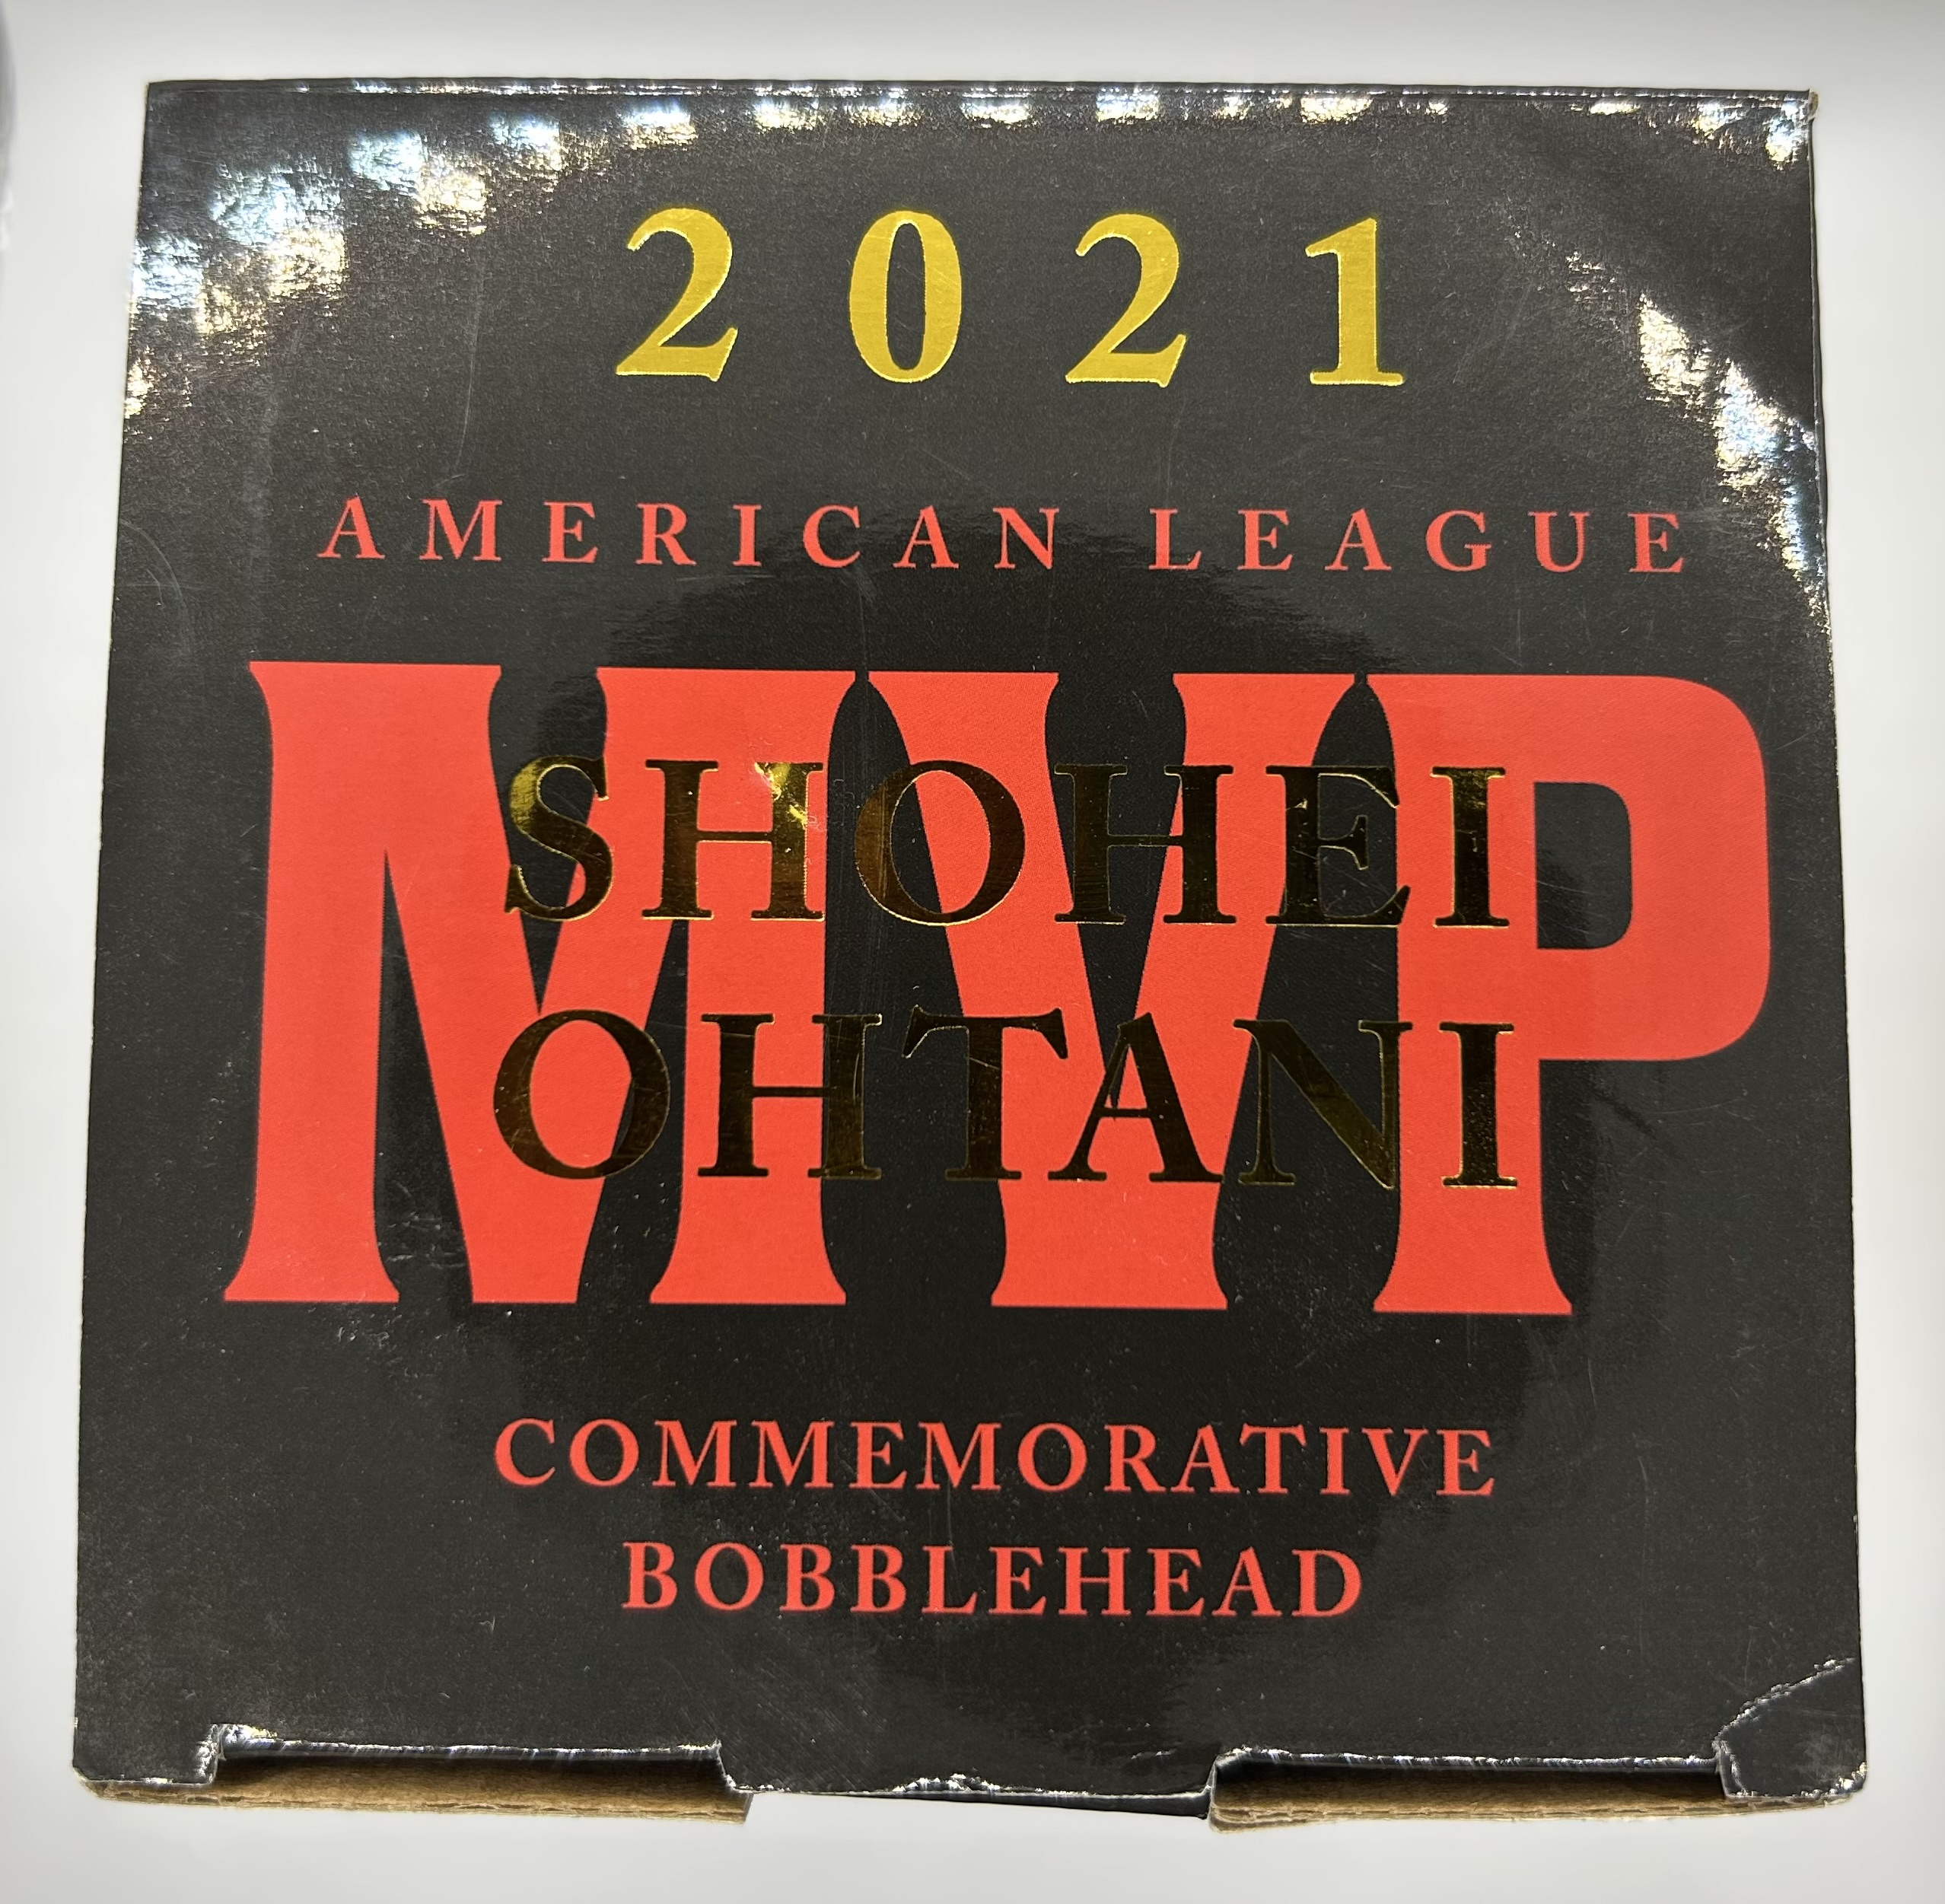 2021
AMERICAN LEAGUE
MVP
SHOHEI
OHTANI
COMMEMORATIVE
BOBBLEHEAD